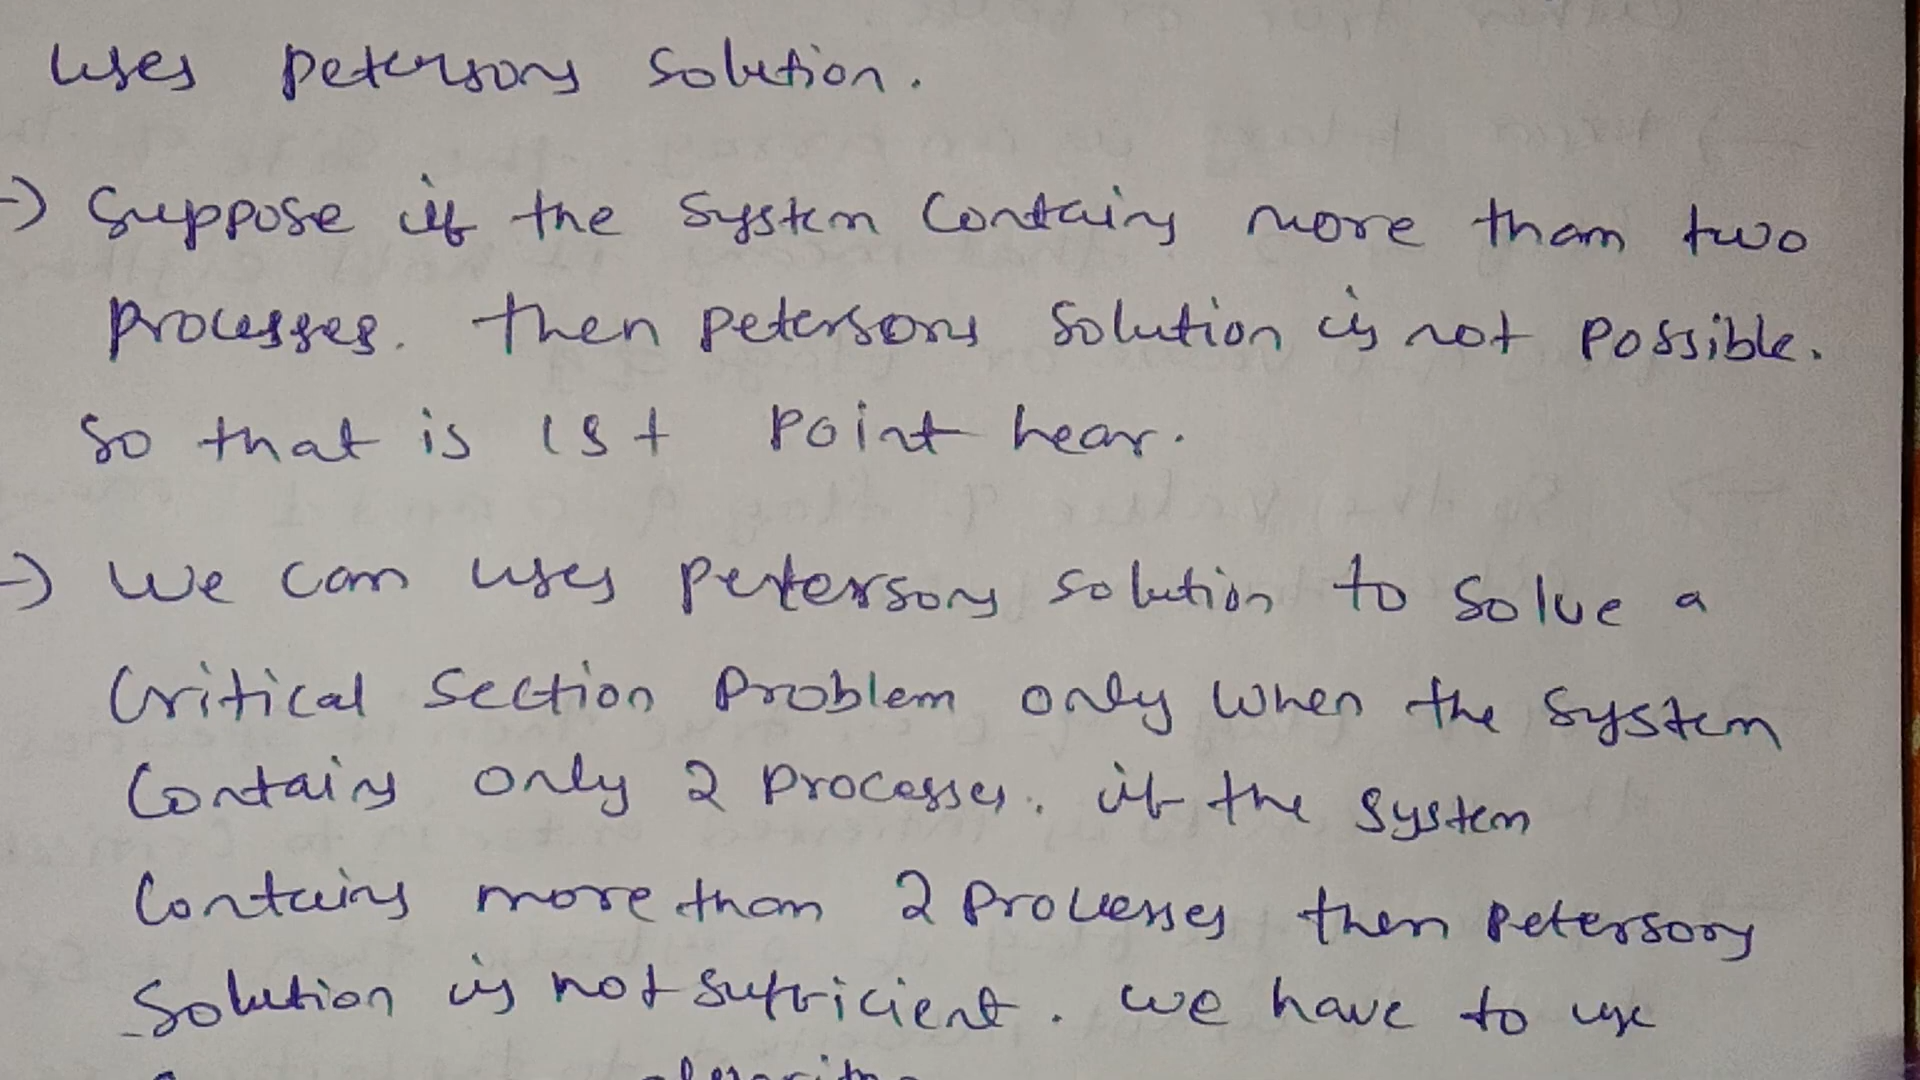 uses petersons solution.
→ Suppose if the system contains more than two
processes. then petersons solution is not possible.
so that is 1st point hear.
→ We can uses petersons solution to solve a
critical section problem only when the system
contains only 2 processes. if the system
contains more than 2 processes then petersons
solution is not sufficient. we have to use